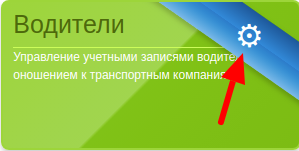 Водители
Управление учетными записями водите
оношением к транспортным компания